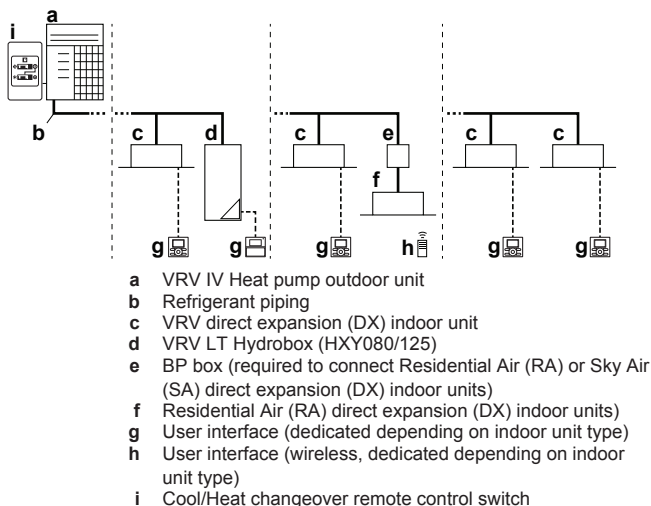 a
i
b
c
d
c
e
c
c
f
g
g
g
h
g
g
a VRV IV Heat pump outdoor unit
b Refrigerant piping
c VRV direct expansion (DX) indoor unit
d VRV LT Hydrobox (HXY080/125)
e BP box (required to connect Residential Air (RA) or Sky Air
(SA) direct expansion (DX) indoor units)
f Residential Air (RA) direct expansion (DX) indoor units)
g User interface (dedicated depending on indoor unit type)
h User interface (wireless, dedicated depending on indoor
unit type)
i Cool/Heat changeover remote control switch